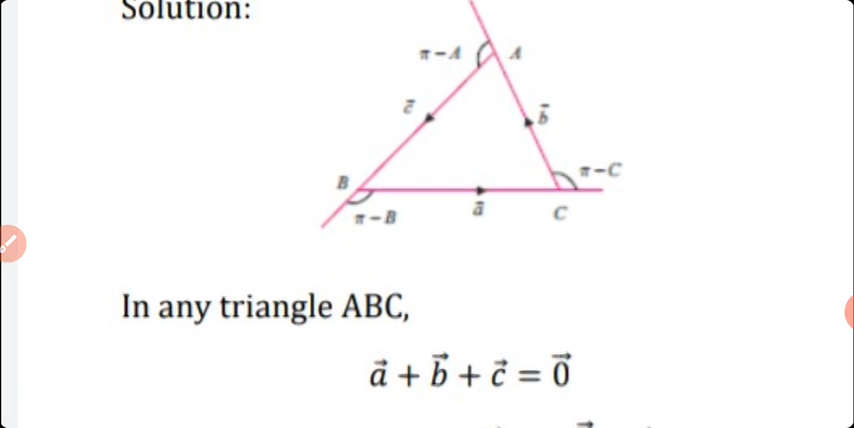 Solution:
π−A
A
c̄
b̄
π−C
B
π−B
ā
C
In any triangle ABC,
a⃗ + b⃗ + c⃗ = 0⃗